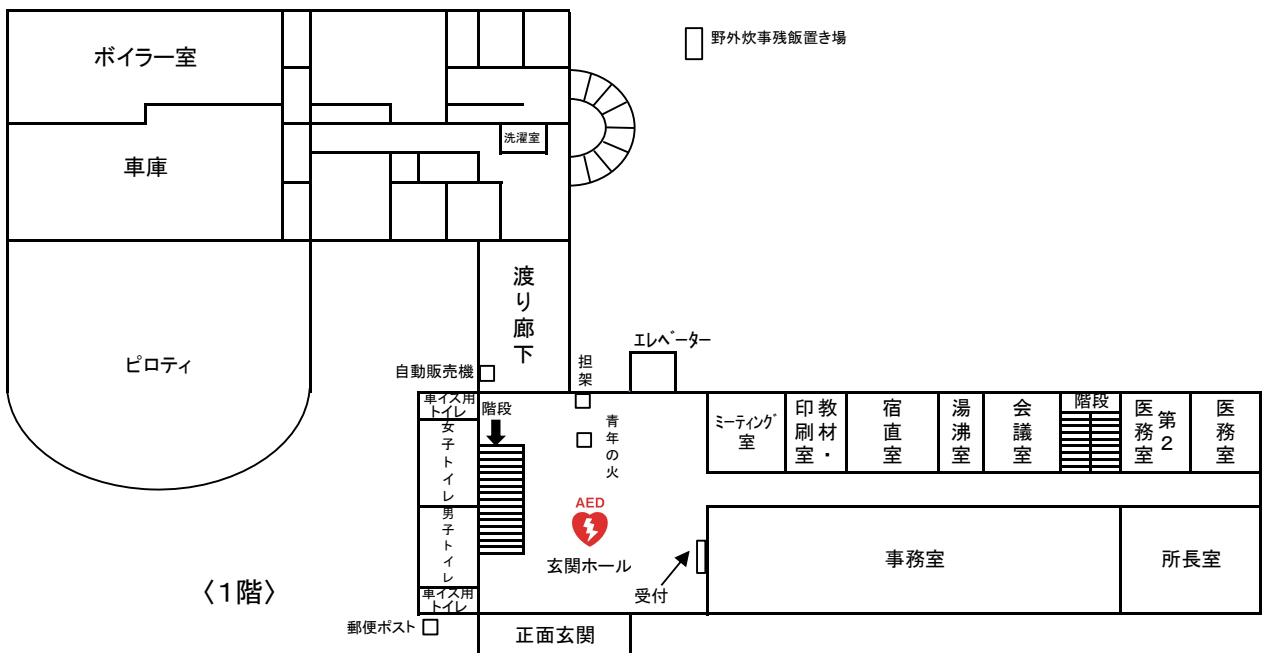 野外炊事残飯置き場
ボイラー室
洗濯室
車庫
渡り廊下
ピロティ
エレベーター
担架
自動販売機
車イス用
トイレ
階段
青年の火
女子トイレ
ミーティング
室
教材・
印刷室
宿直室
湯沸室
会議室
階段
第2
医務室
医務室
AED
男子トイレ
玄関ホール
事務室
所長室
〈1階〉
車イス用
トイレ
受付
郵便ポスト
正面玄関